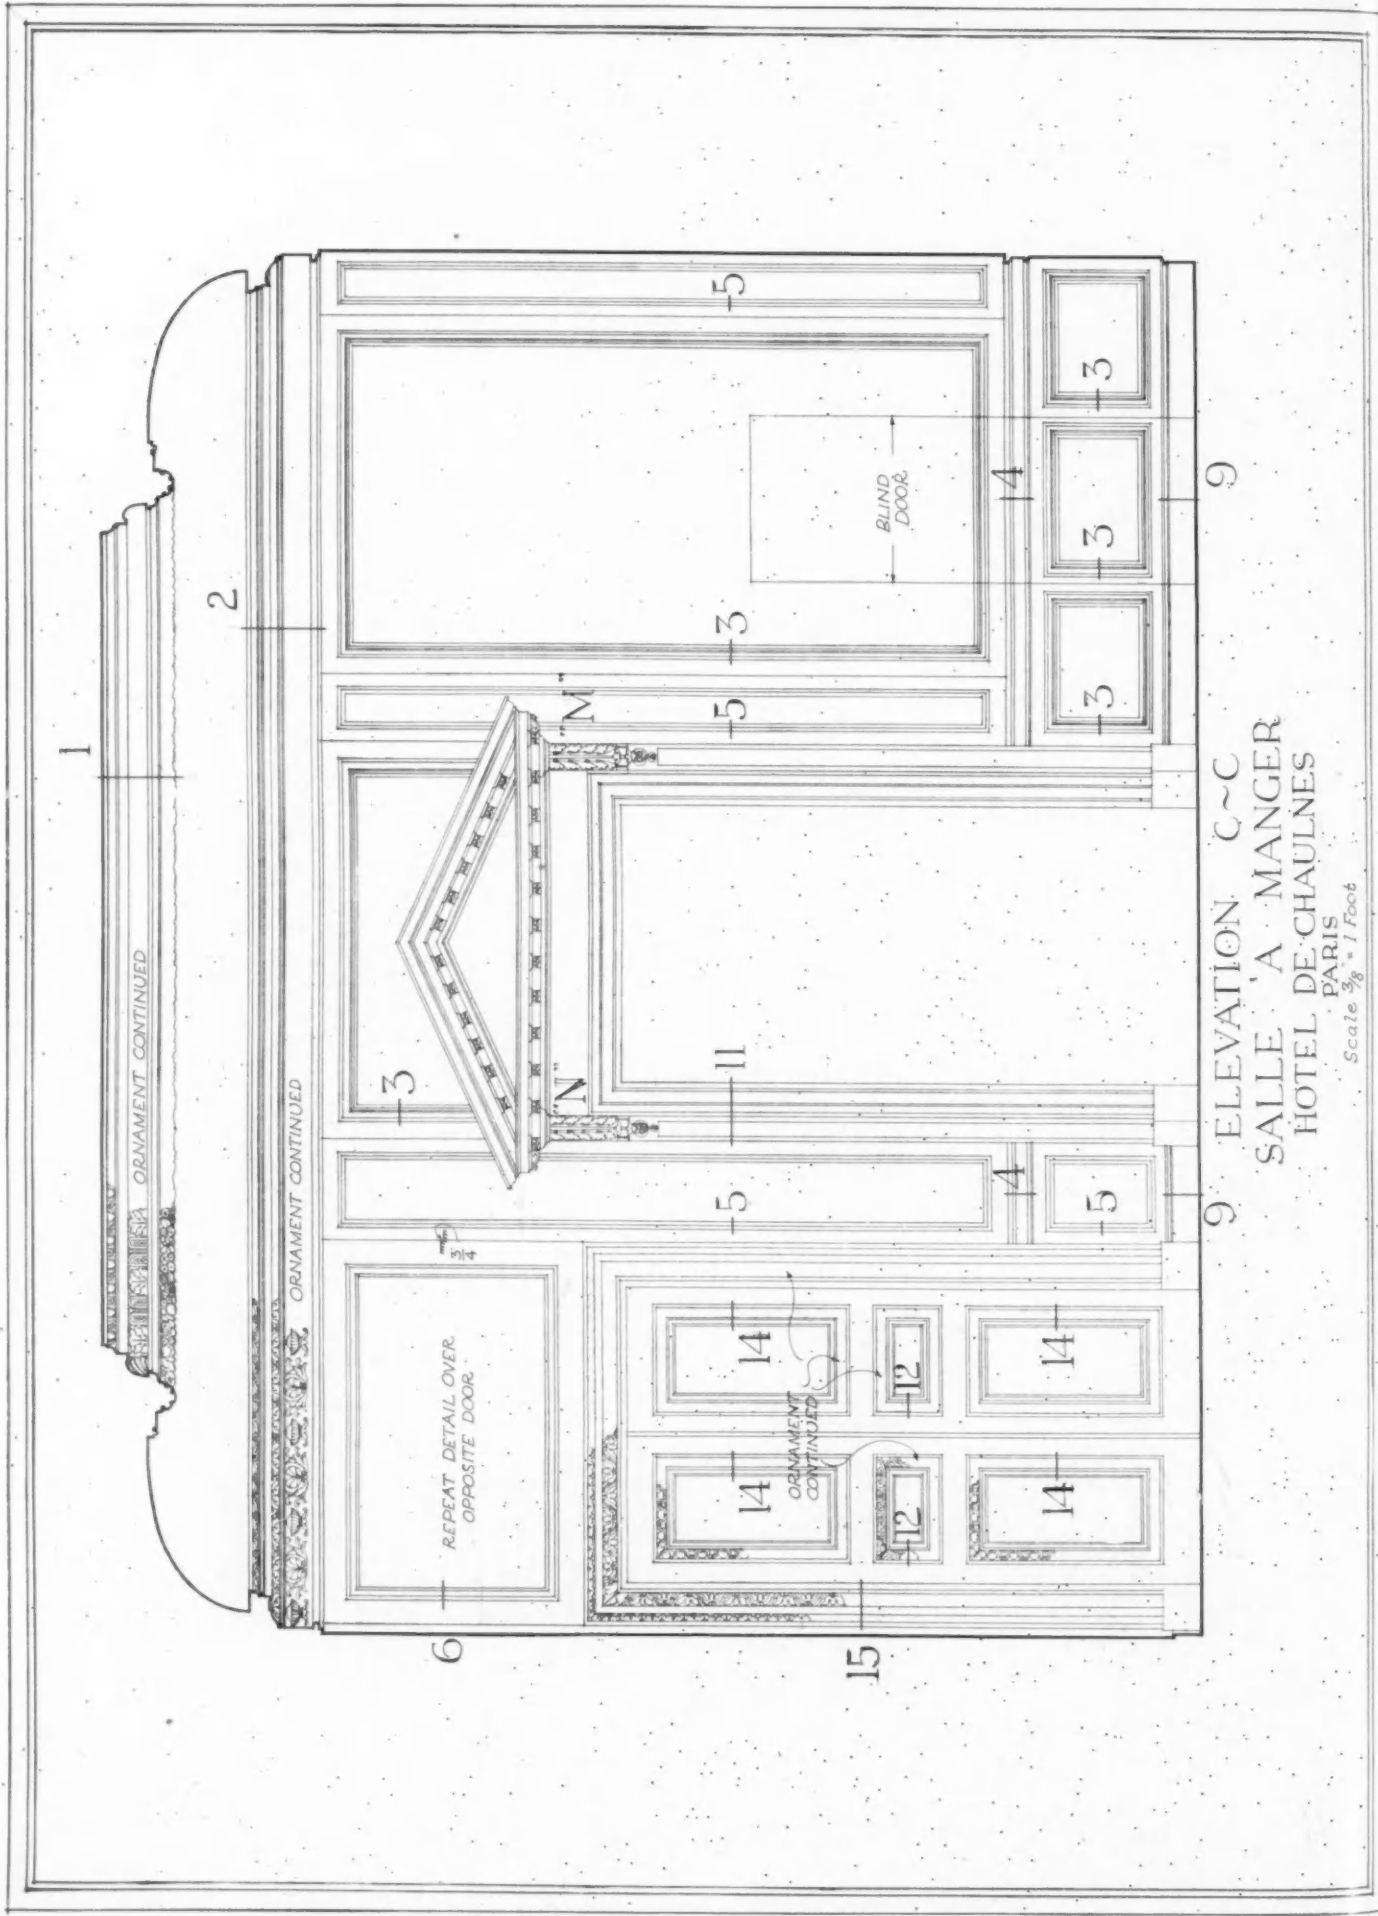 1
ORNAMENT CONTINUED
2
ORNAMENT CONTINUED
6
REPEAT DETAIL OVER
OPPOSITE DOOR
3/4
3
"N"
"M"
5
11
5
3
5
14
14
ORNAMENT
CONTINUED
BLIND
DOOR
15
12
12
4
4
14
14
5
3
3
3
9
9
ELEVATION C~C
SALLE 'A MANGER
HOTEL DE CHAULNES
PARIS
Scale 3/8" = 1 Foot